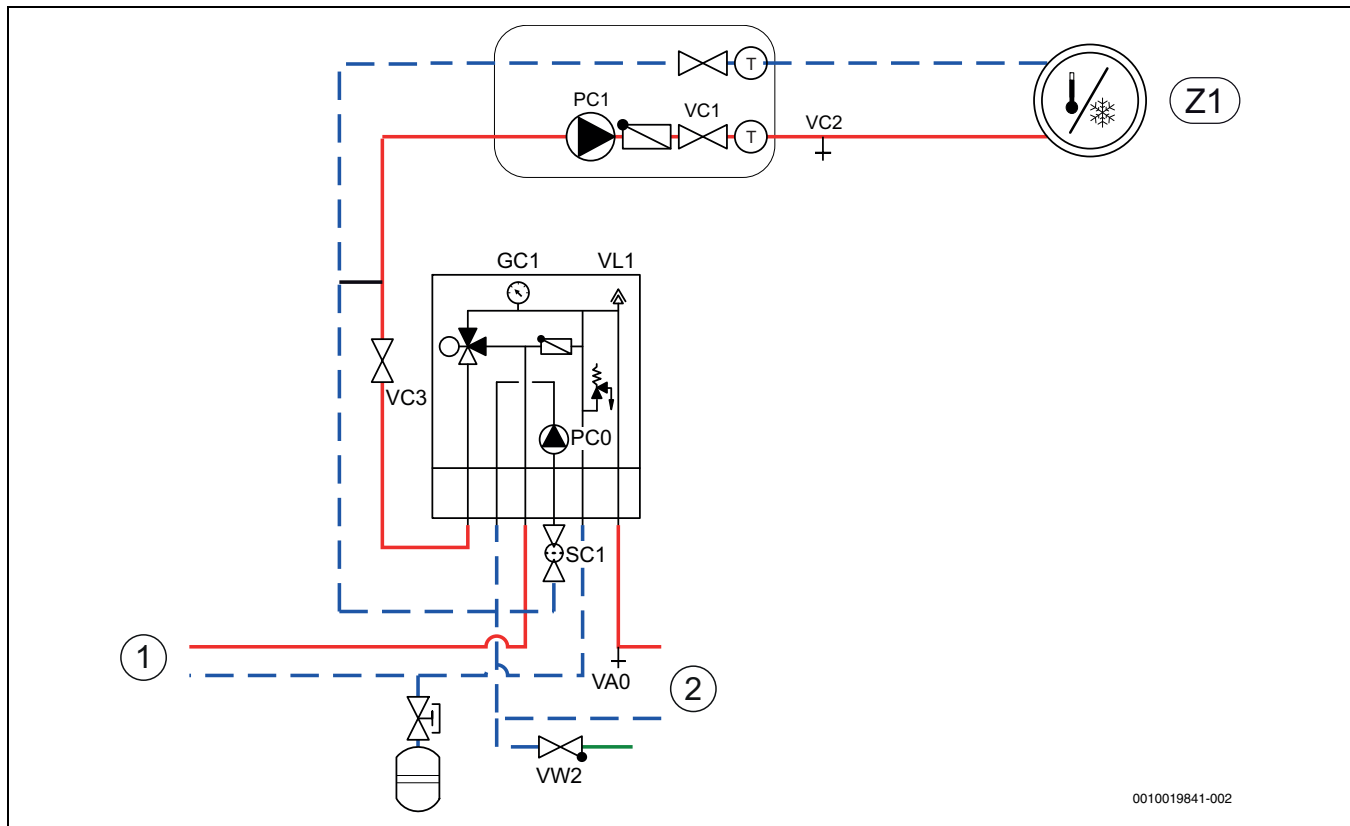 T
PC1
VC1
T
VC2
Z1
GC1
VL1
VC3
PC0
SC1
1
VA0
2
VW2
0010019841-002